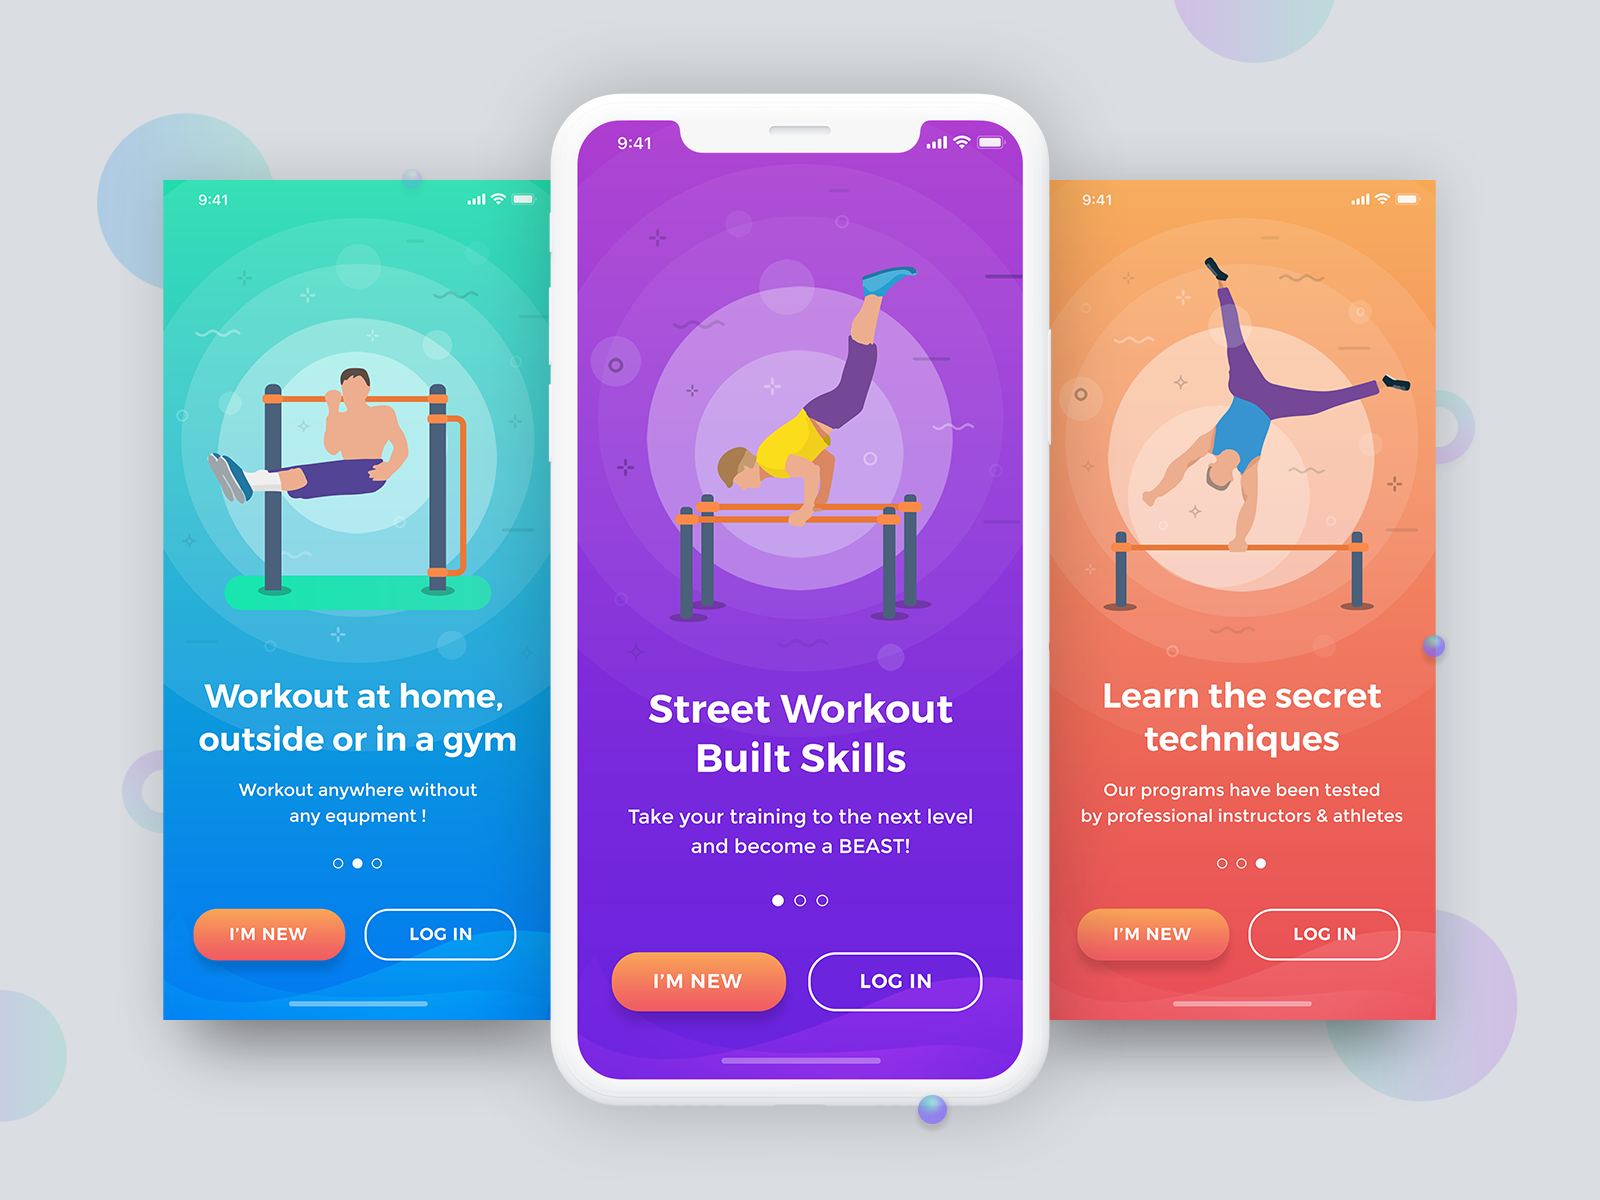 9:41
Workout at home,
outside or in a gym
Workout anywhere without
any equpment !
I'M NEW
LOG IN
9:41
Street Workout
Built Skills
Take your training to the next level
and become a BEAST!
I'M NEW
LOG IN
9:41
Learn the secret
techniques
Our programs have been tested
by professional instructors & athletes
I'M NEW
LOG IN